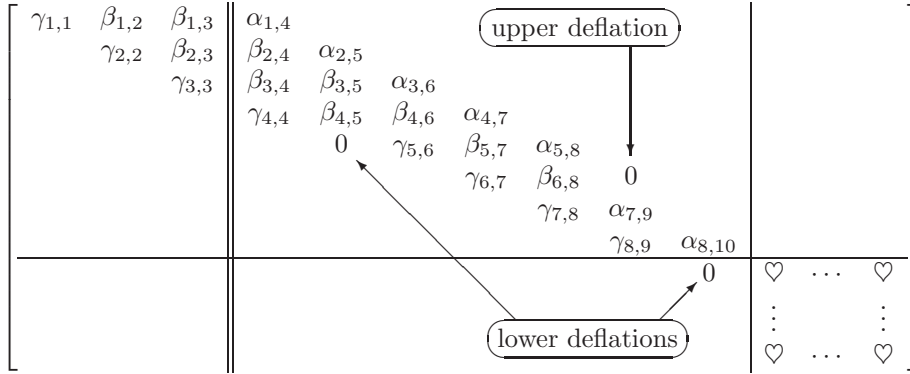 γ1,1 β1,2 β1,3 α1,4 upper deflation
γ2,2 β2,3 β2,4 α2,5
γ3,3 β3,4 β3,5 α3,6
γ4,4 β4,5 β4,6 α4,7
0 γ5,6 β5,7 α5,8
γ6,7 β6,8 0
γ7,8 α7,9
γ8,9 α8,10
0 ♡ ⋯ ♡
⋮ ⋮
lower deflations
♡ ⋯ ♡